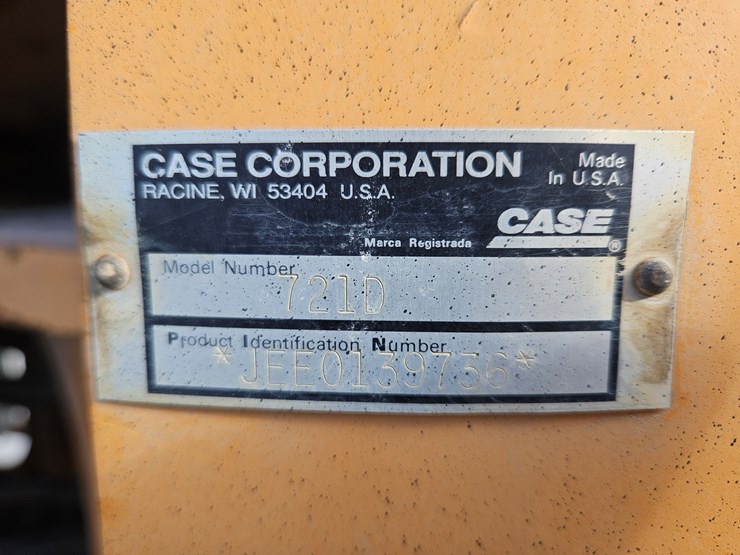 CASE CORPORATION
RACINE, WI 53404 U.S.A.
Made
In U.S.A.
CASE
Marca Registrada ®
Model Number
721D
Product Identification Number
*JEE0139736*